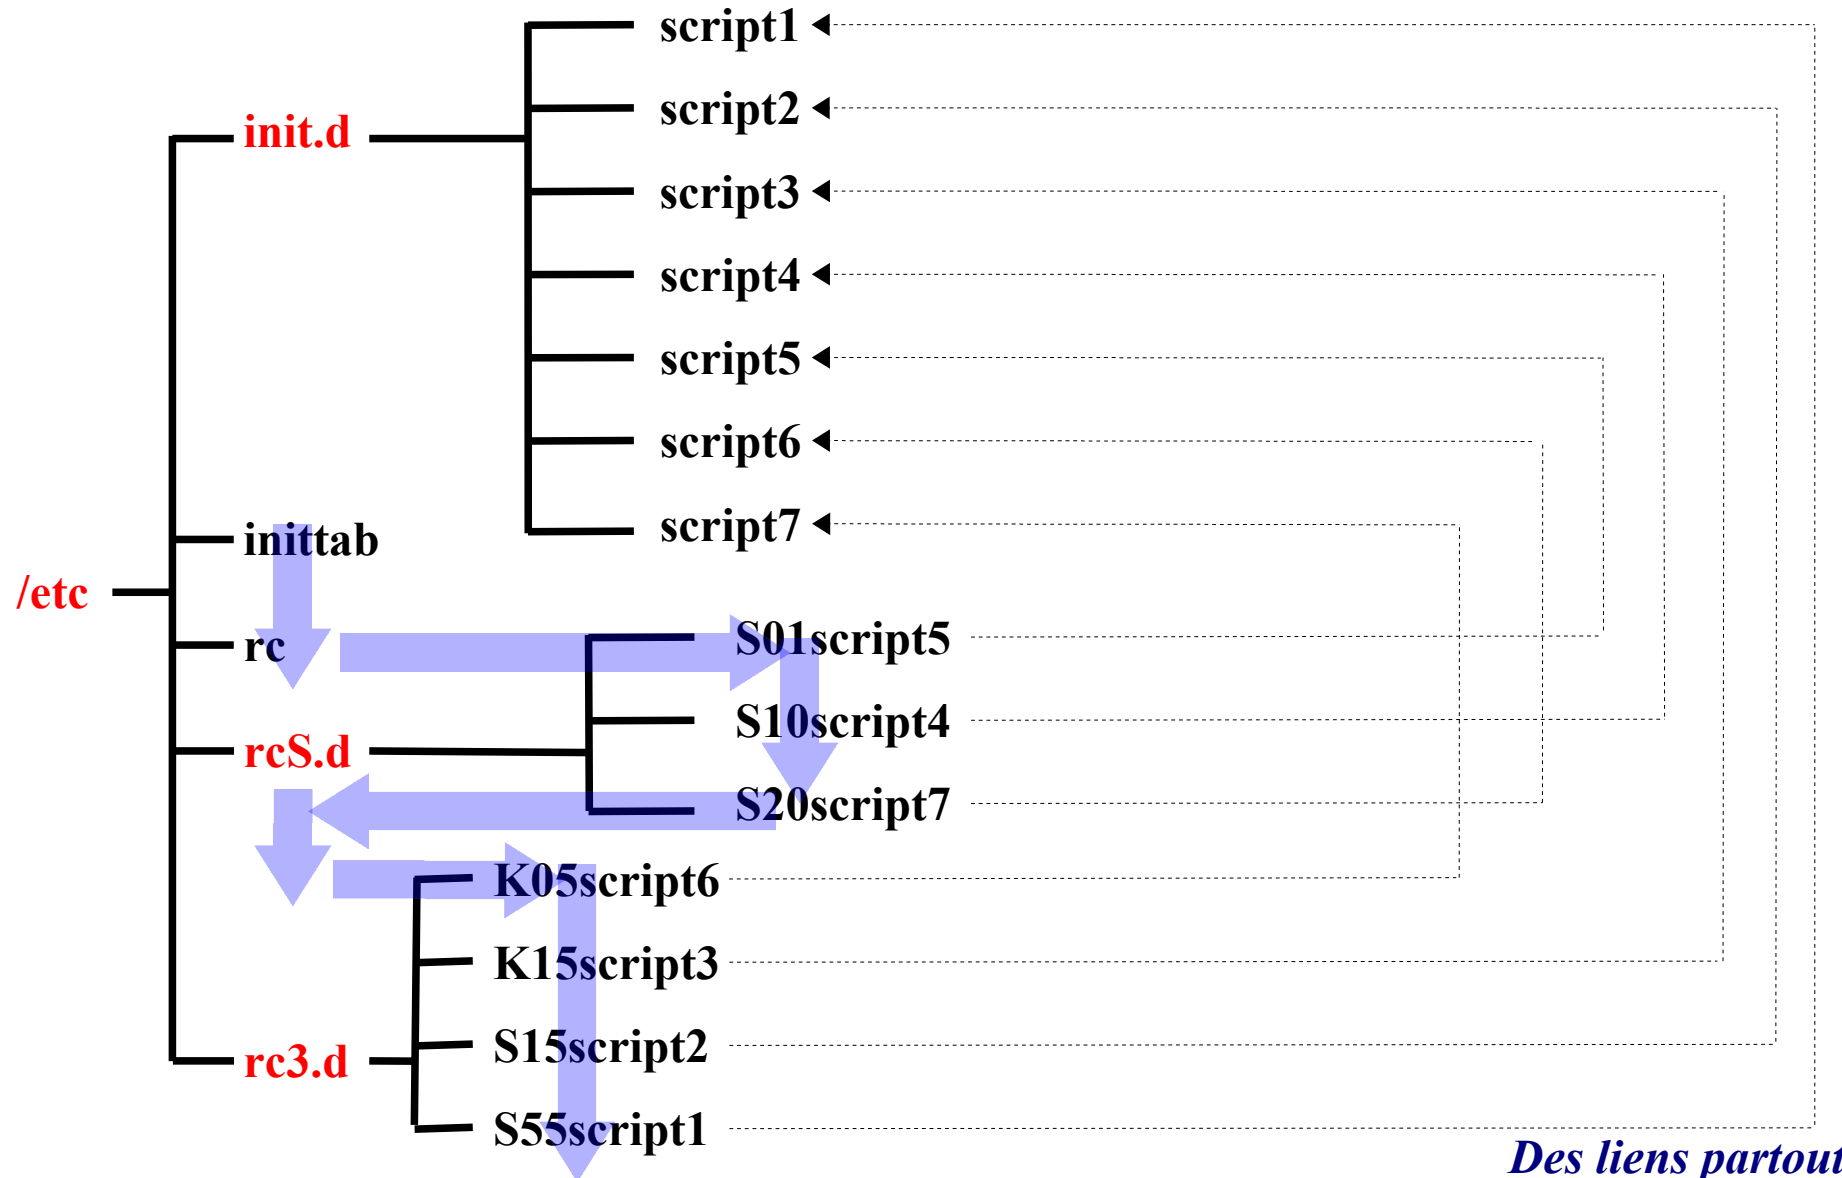 script1
script2
init.d
script3
script4
script5
script6
script7
inittab
/etc
rc
S01script5
S10script4
rcS.d
S20script7
K05script6
K15script3
S15script2
rc3.d
S55script1
Des liens partout